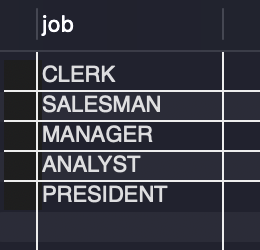 job
CLERK
SALESMAN
MANAGER
ANALYST
PRESIDENT